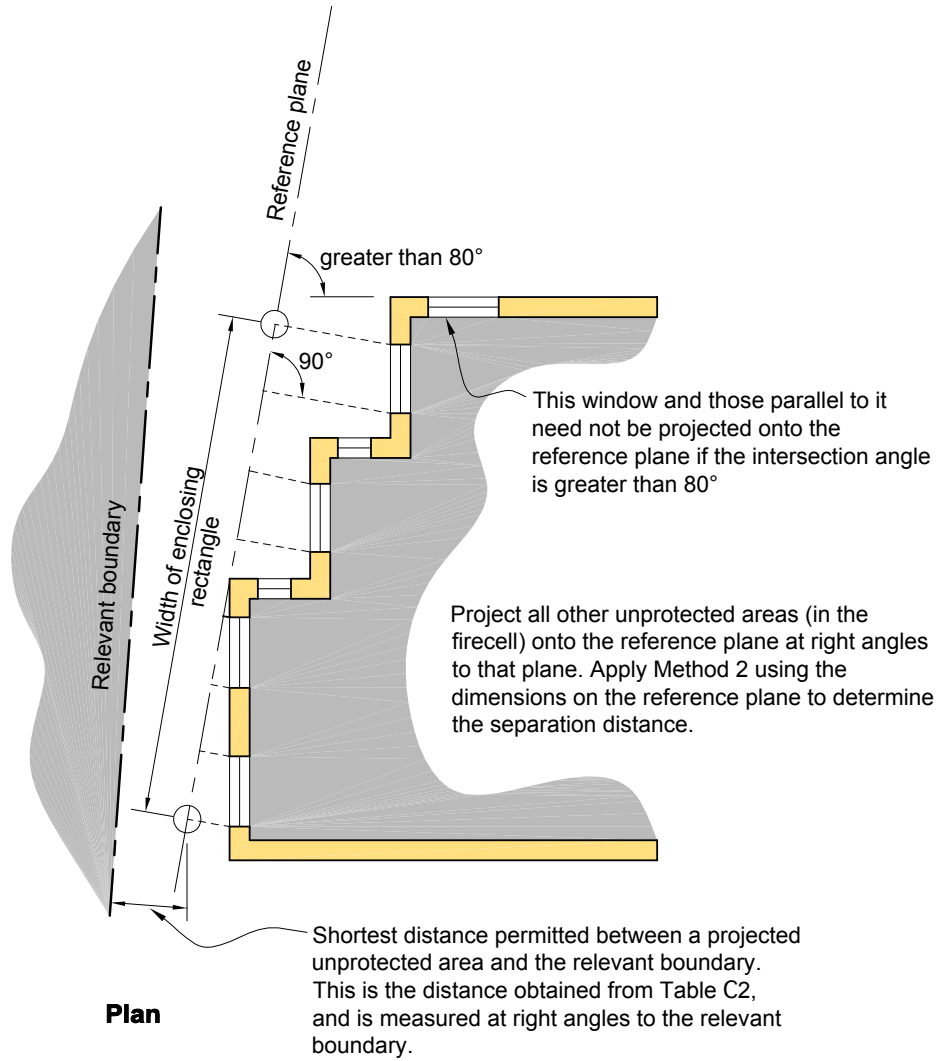 Reference plane
greater than 80°
90°
This window and those parallel to it
need not be projected onto the
reference plane if the intersection angle
is greater than 80°
Relevant boundary
Width of enclosing
rectangle
Project all other unprotected areas (in the
firecell) onto the reference plane at right angles
to that plane. Apply Method 2 using the
dimensions on the reference plane to determine
the separation distance.
Shortest distance permitted between a projected
unprotected area and the relevant boundary.
This is the distance obtained from Table C2,
and is measured at right angles to the relevant
boundary.
Plan